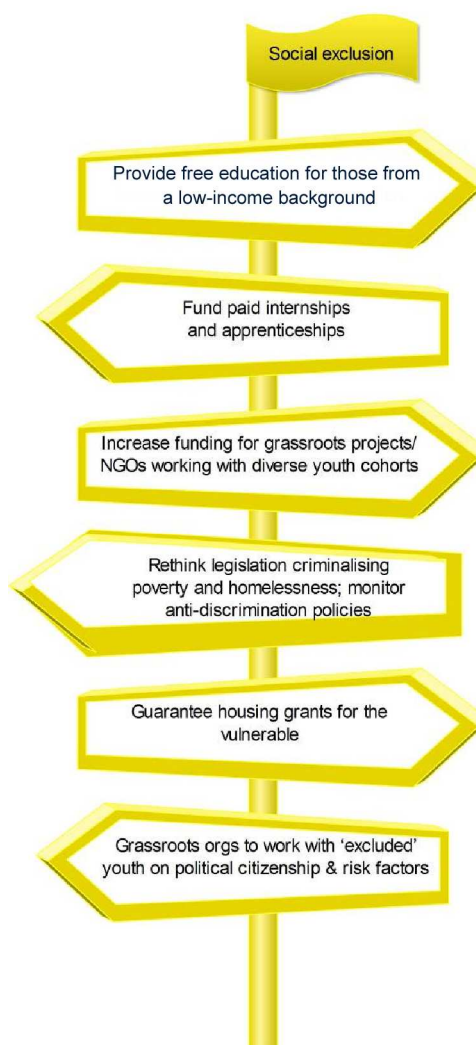 Social exclusion
Provide free education for those from
a low-income background
Fund paid internships
and apprenticeships
Increase funding for grassroots projects/
NGOs working with diverse youth cohorts
Rethink legislation criminalising
poverty and homelessness; monitor
anti-discrimination policies
Guarantee housing grants for the
vulnerable
Grassroots orgs to work with ‘excluded’
youth on political citizenship & risk factors